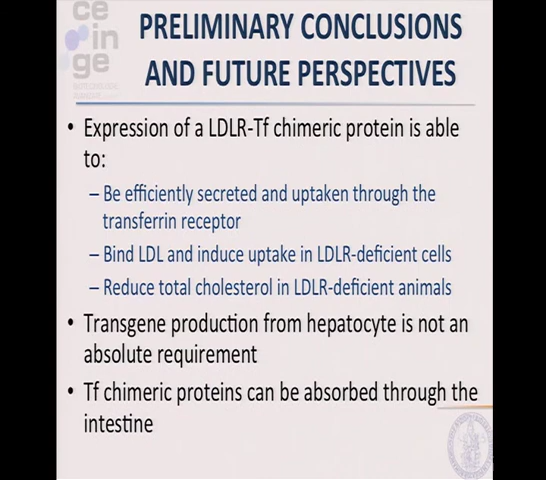 ce
inge
PRELIMINARY CONCLUSIONS
AND FUTURE PERSPECTIVES
• Expression of a LDLR-Tf chimeric protein is able
to:
– Be efficiently secreted and uptaken through the
transferrin receptor
– Bind LDL and induce uptake in LDLR-deficient cells
– Reduce total cholesterol in LDLR-deficient animals
• Transgene production from hepatocyte is not an
absolute requirement
• Tf chimeric proteins can be absorbed through the
intestine